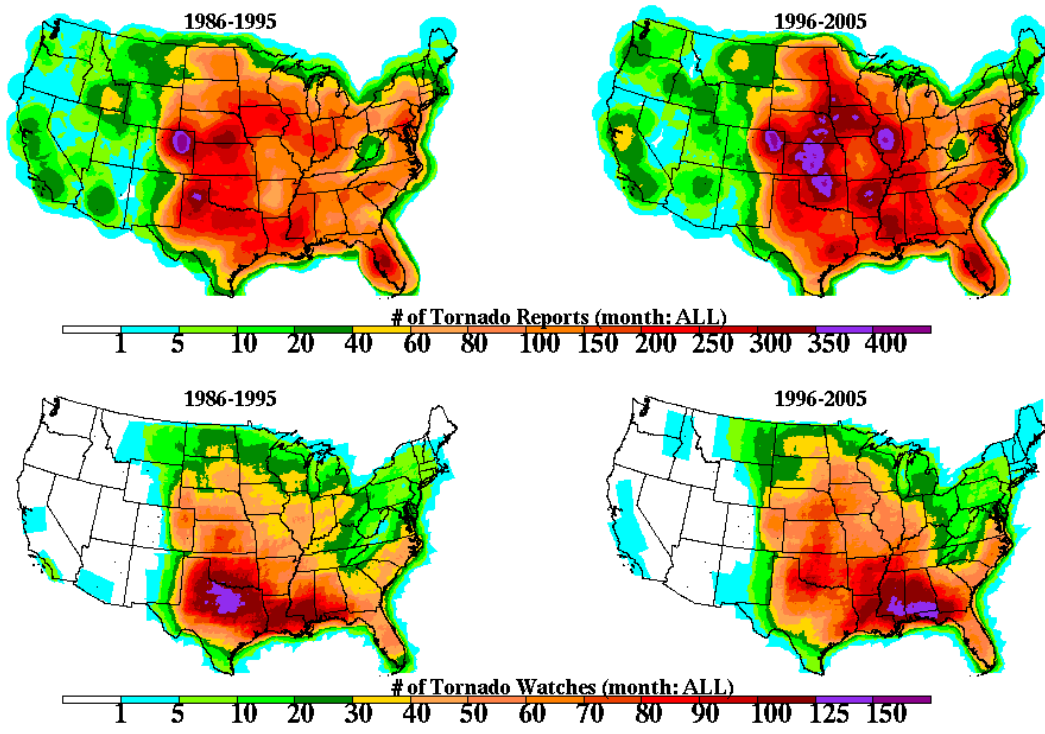 1986-1995
1996-2005
# of Tornado Reports (month: ALL)
1 5 10 20 40 60 80 100 150 200 250 300 350 400
1986-1995
1996-2005
# of Tornado Watches (month: ALL)
1 5 10 20 30 40 50 60 70 80 90 100 125 150